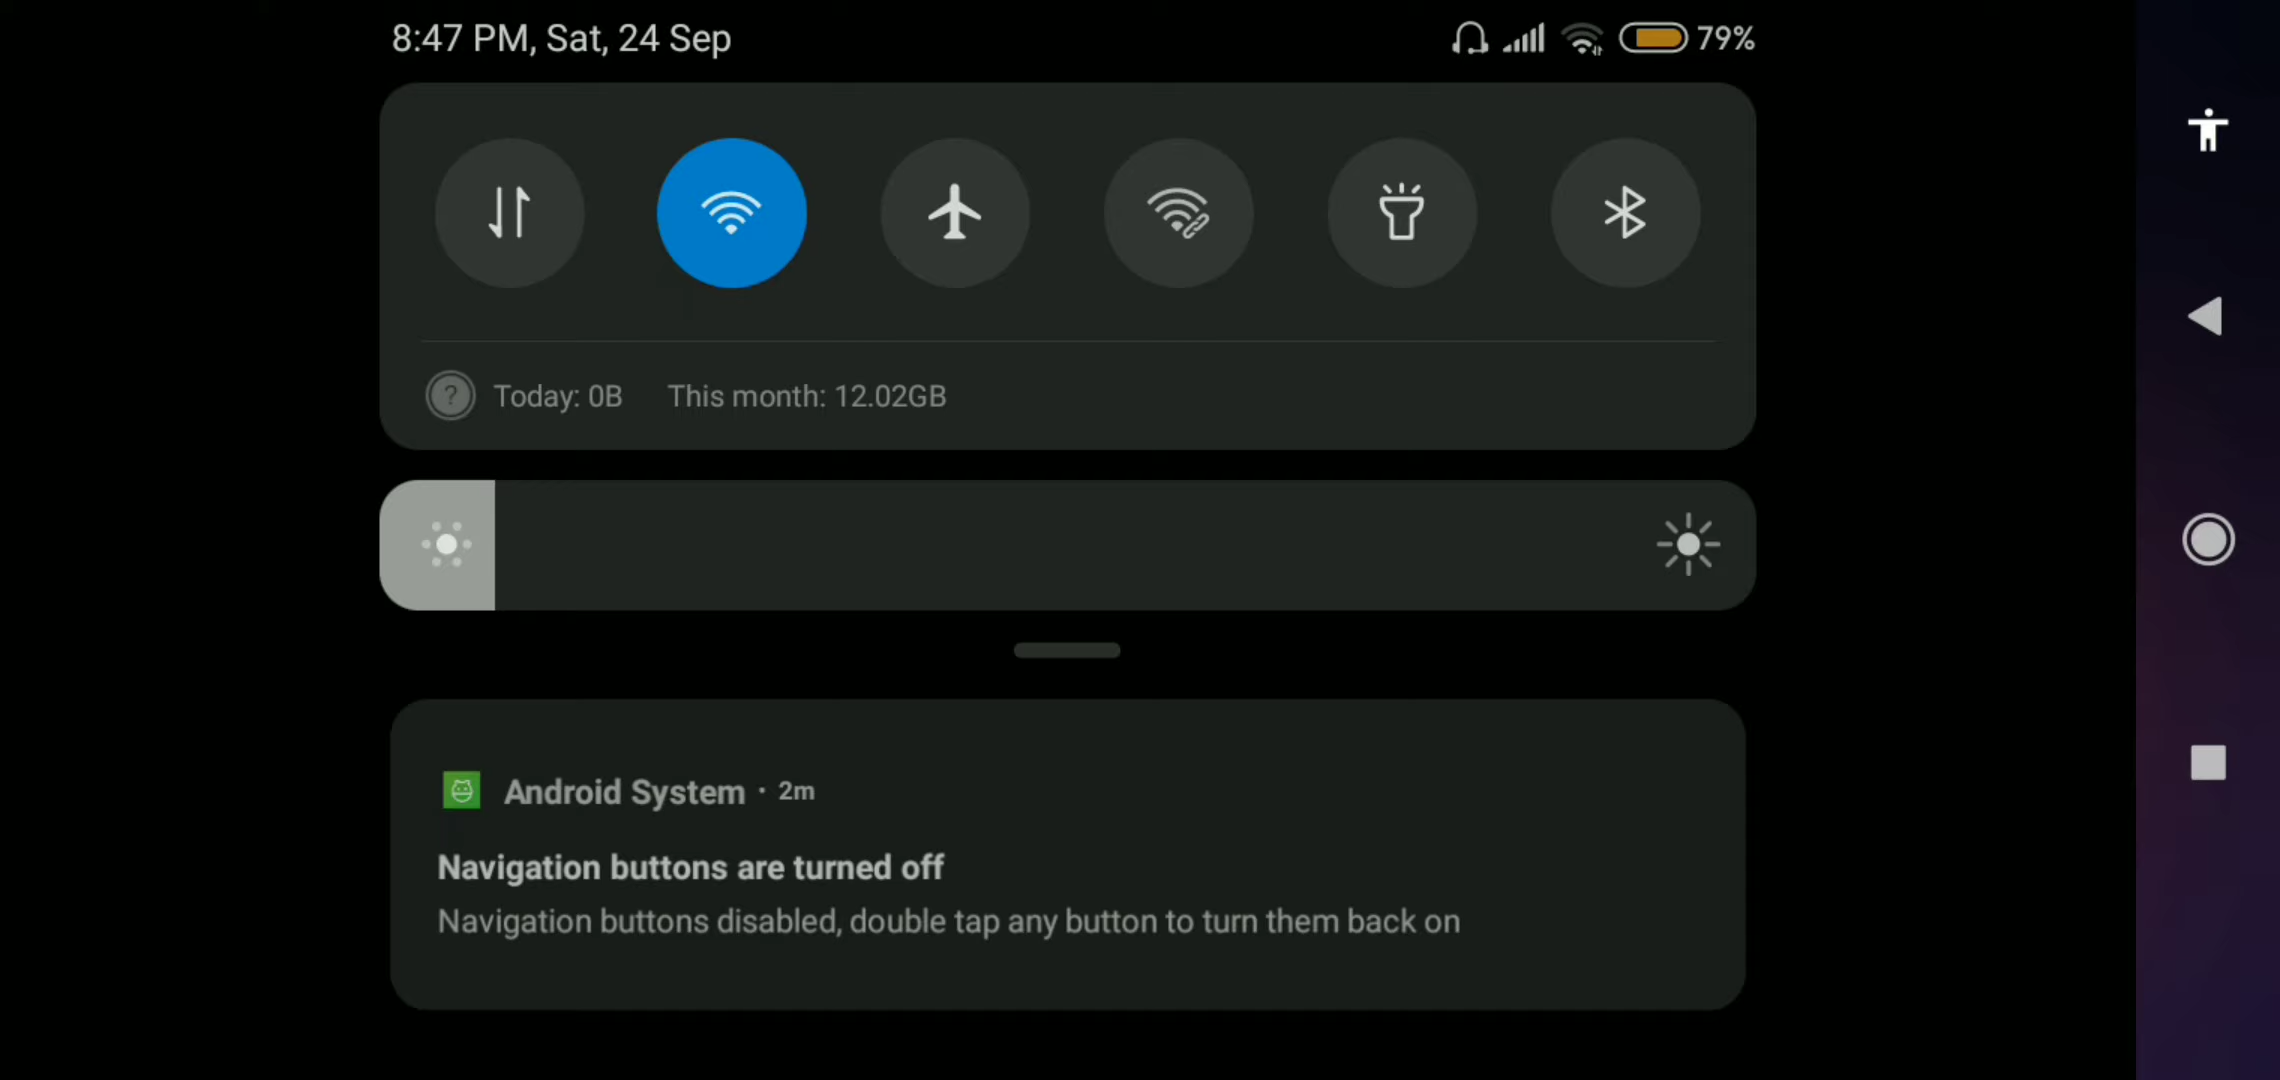 8:47 PM, Sat, 24 Sep 79%
? Today: 0B This month: 12.02GB
Android System · 2m
Navigation buttons are turned off
Navigation buttons disabled, double tap any button to turn them back on